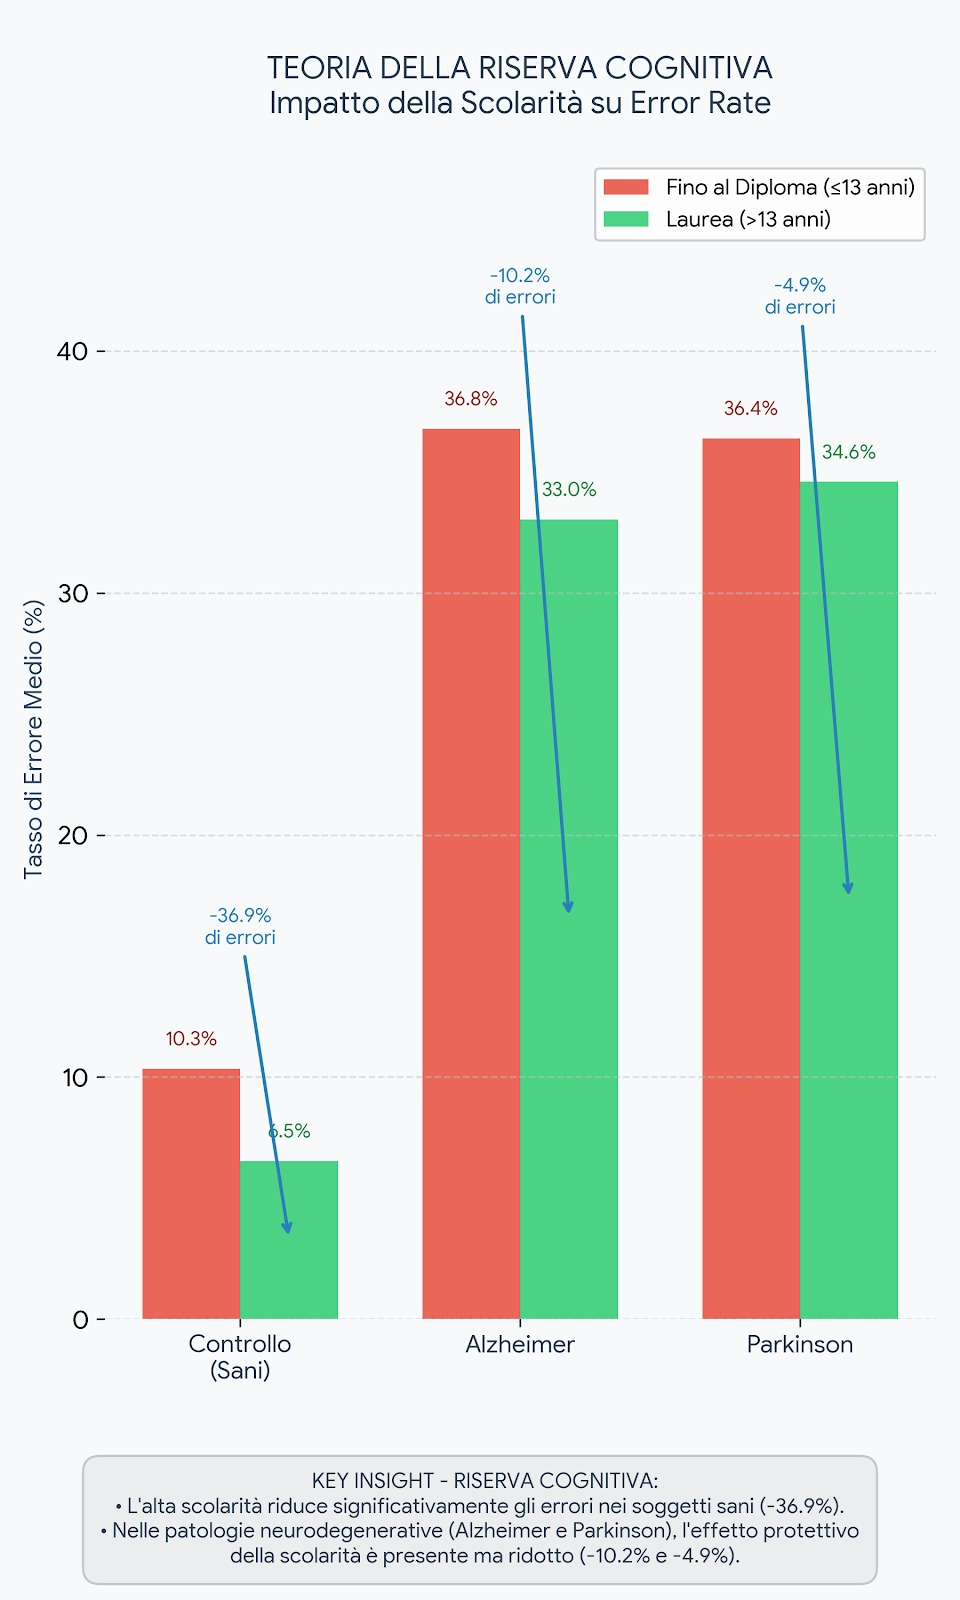 TEORIA DELLA RISERVA COGNITIVA
Impatto della Scolarità su Error Rate
Fino al Diploma (≤13 anni)
Laurea (>13 anni)
-10.2%
di errori
-4.9%
di errori
40
36.8%
36.4%
34.6%
33.0%
30
Tasso di Errore Medio (%)
20
-36.9%
di errori
10.3%
10
6.5%
0
Controllo
(Sani)
Alzheimer
Parkinson
KEY INSIGHT - RISERVA COGNITIVA:
• L'alta scolarità riduce significativamente gli errori nei soggetti sani (-36.9%).
• Nelle patologie neurodegenerative (Alzheimer e Parkinson), l'effetto protettivo
della scolarità è presente ma ridotto (-10.2% e -4.9%).